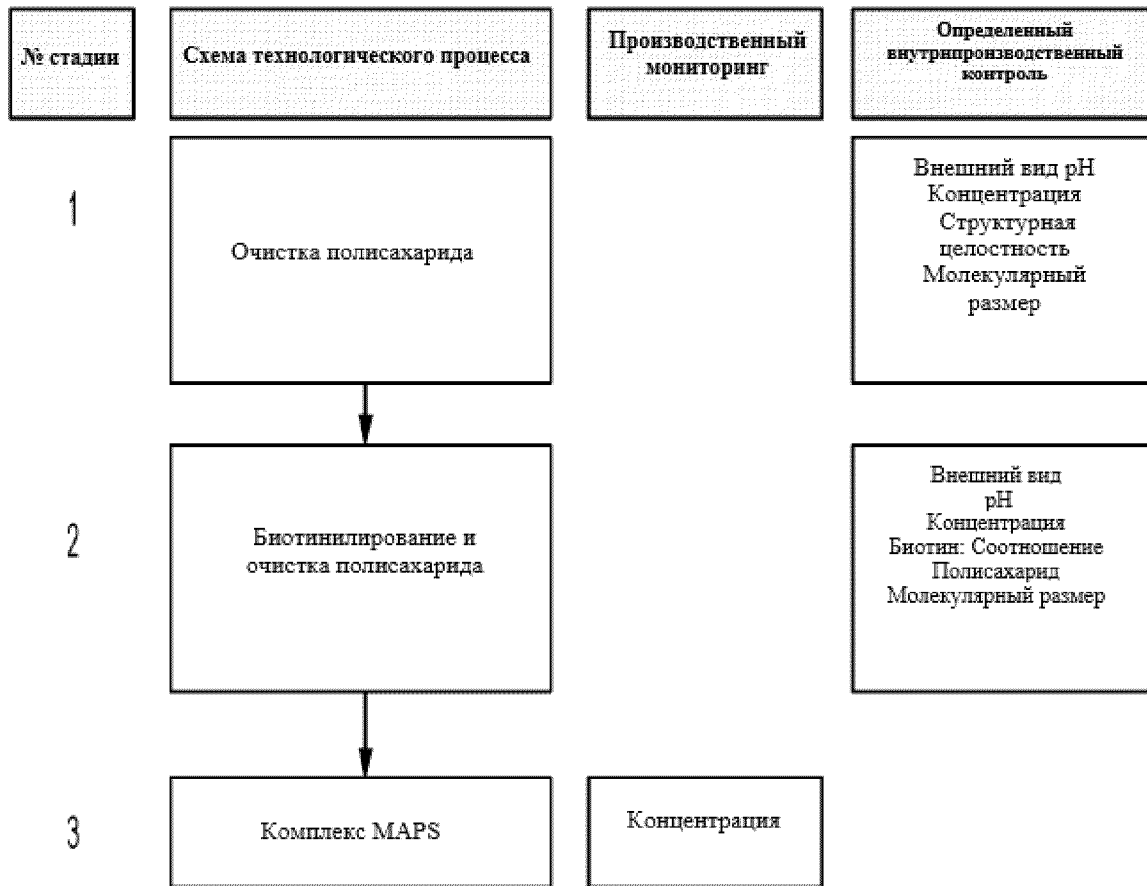 № стадии
Схема технологического процесса
Производственный
мониторинг
Определенный
внутрипроизводственный
контроль
1
Очистка полисахарида
Внешний вид pH
Концентрация
Структурная
целостность
Молекулярный
размер
2
Биотинилирование и
очистка полисахарида
Внешний вид
pH
Концентрация
Биотин: Соотношение
Полисахарид
Молекулярный размер
3
Комплекс MAPS
Концентрация